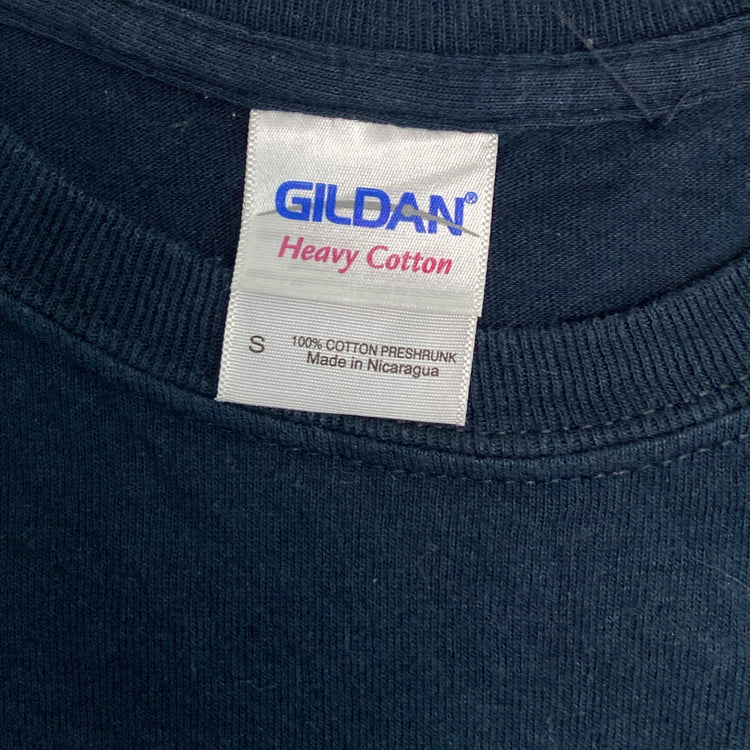 GILDAN®
Heavy Cotton
S 100% COTTON PRESHRUNK
Made in Nicaragua